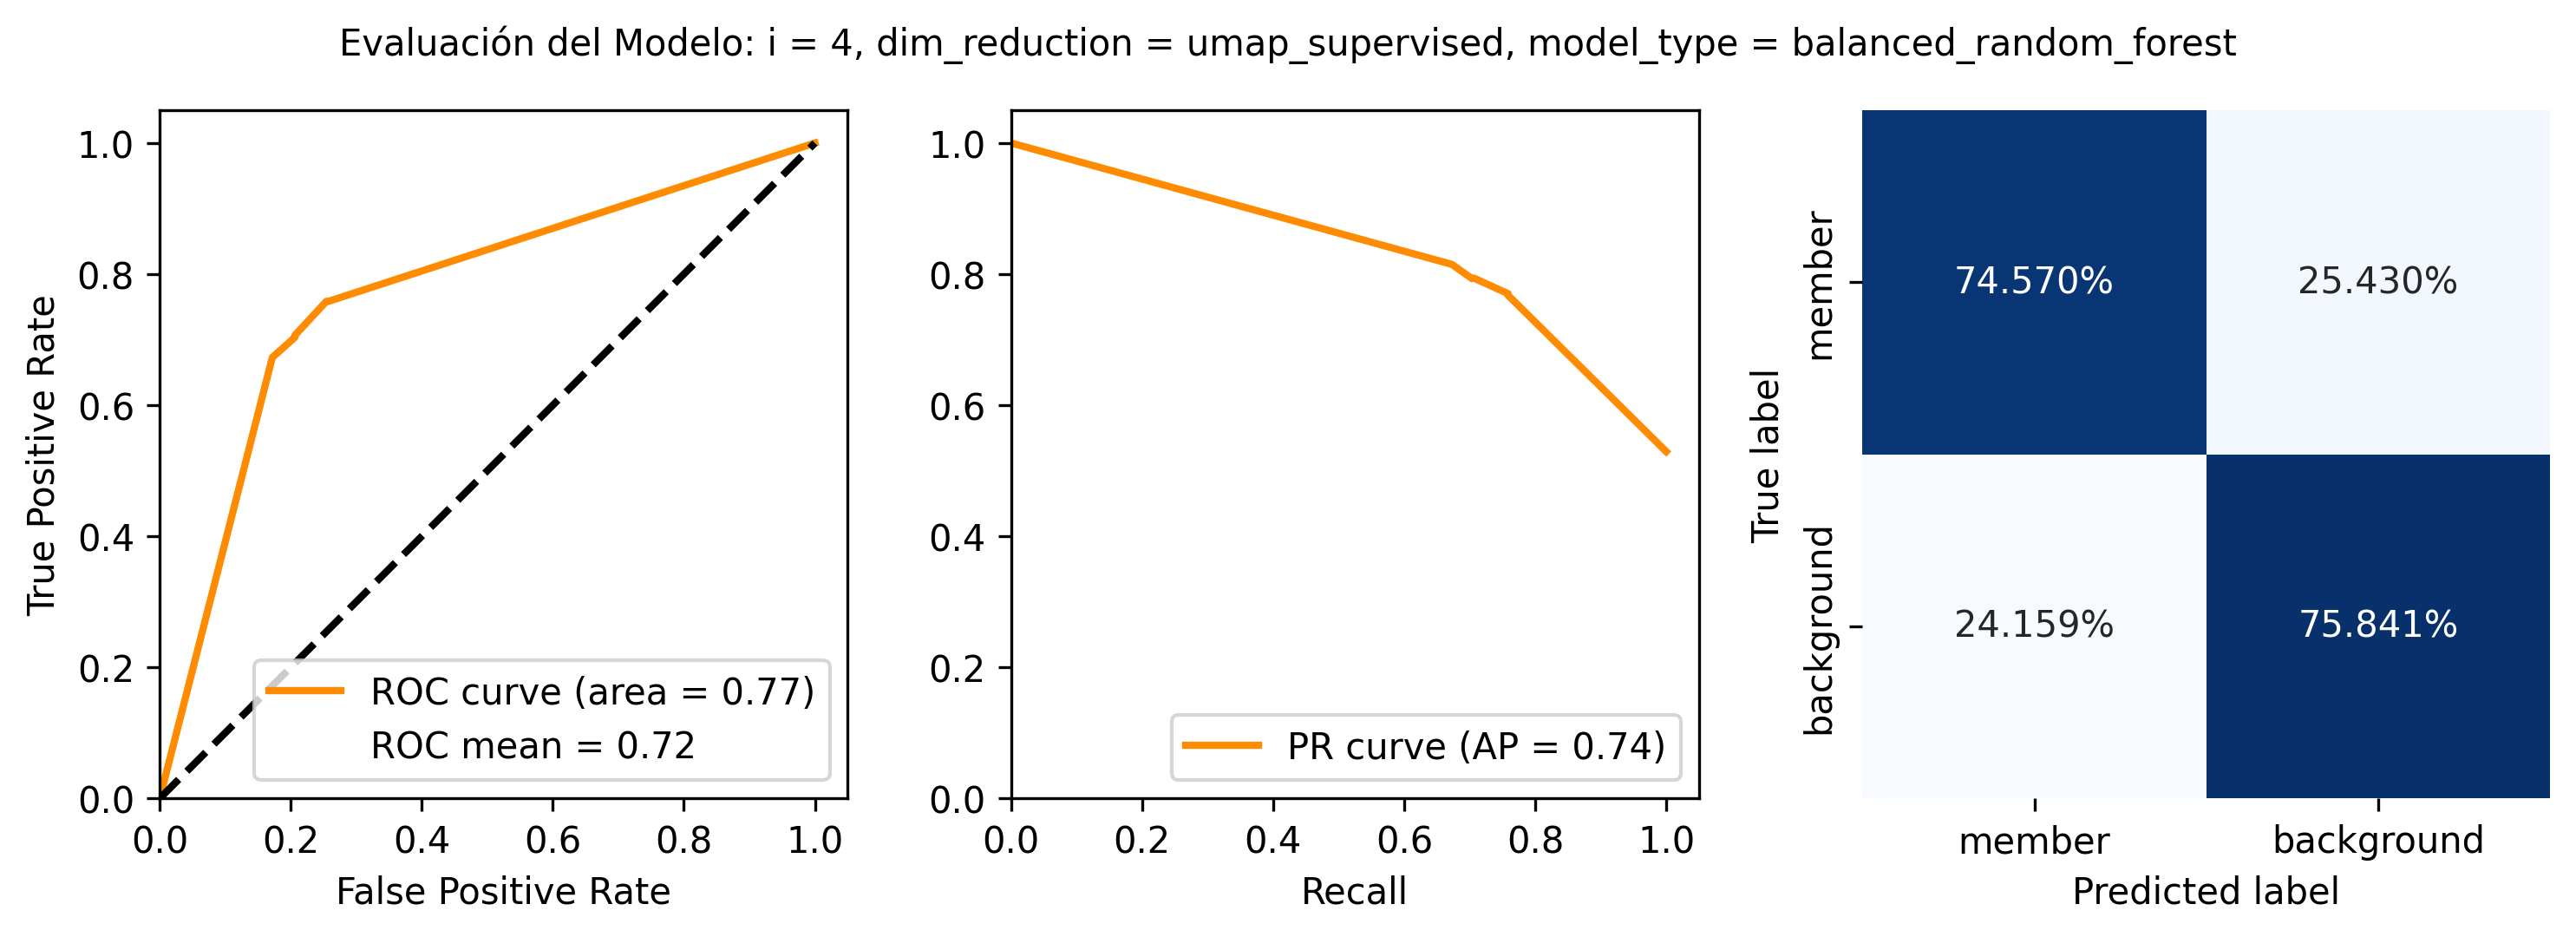 Evaluación del Modelo: i = 4, dim_reduction = umap_supervised, model_type = balanced_random_forest
True Positive Rate
1.0
0.8
0.6
0.4
0.2
0.0
ROC curve (area = 0.77)
ROC mean = 0.72
0.0 0.2 0.4 0.6 0.8 1.0
False Positive Rate
1.0
0.8
0.6
0.4
0.2
0.0
PR curve (AP = 0.74)
0.0 0.2 0.4 0.6 0.8 1.0
Recall
True label
member
background
74.570% 25.430%
24.159% 75.841%
member background
Predicted label